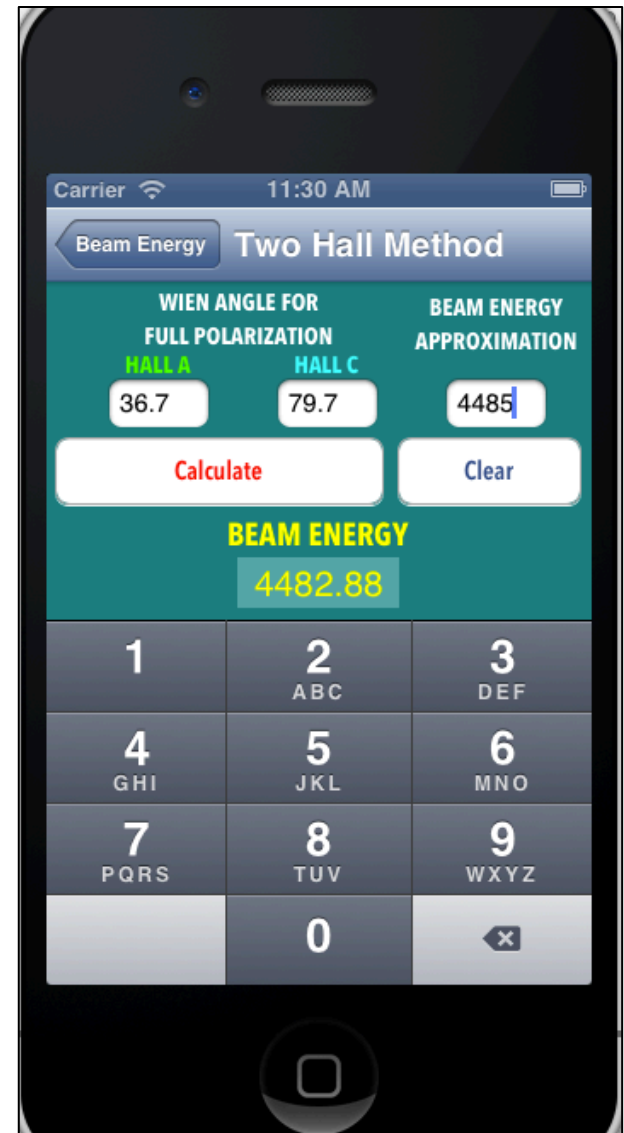 Carrier 11:30 AM
Beam Energy Two Hall Method
WIEN ANGLE FOR
FULL POLARIZATION
BEAM ENERGY
APPROXIMATION
HALL A HALL C
36.7 79.7 4485
Calculate Clear
BEAM ENERGY
4482.88
1 2 3
ABC DEF
4 5 6
GHI JKL MNO
7 8 9
PQRS TUV WXYZ
0